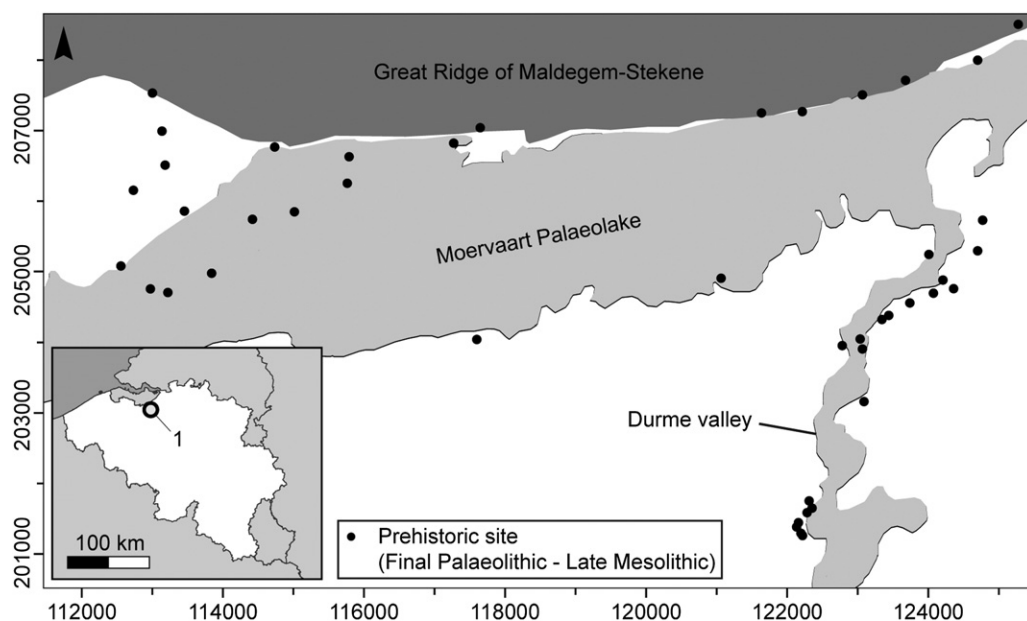 Great Ridge of Maldegem-Stekene
207000
205000
203000
201000
Moervaart Palaeolake
Durme valley
1
100 km
Prehistoric site
(Final Palaeolithic - Late Mesolithic)
112000 114000 116000 118000 120000 122000 124000